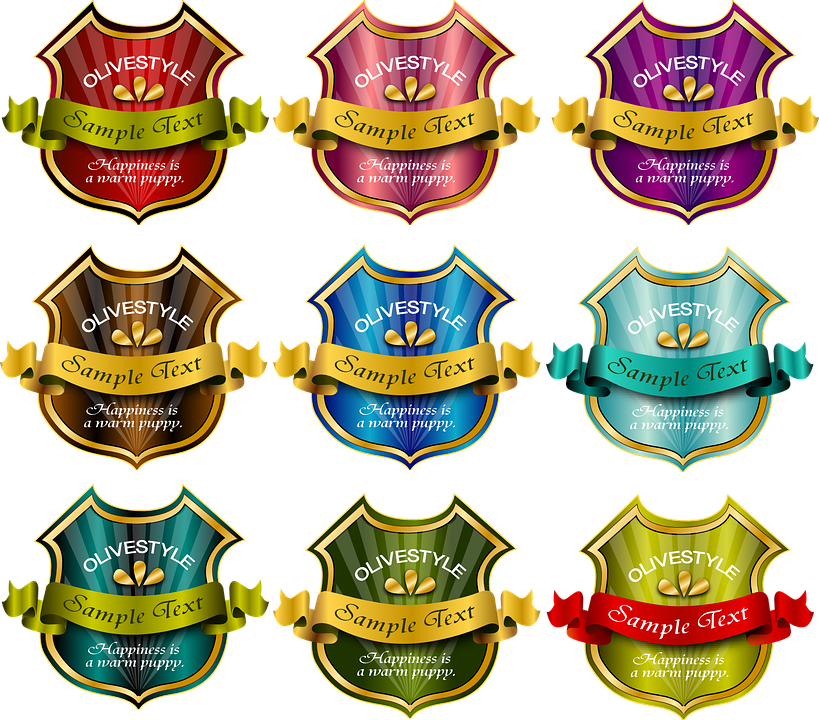 OLIVESTYLE
Sample Text
Happiness is
a warm puppy.
OLIVESTYLE
Sample Text
Happiness is
a warm puppy.
OLIVESTYLE
Sample Text
Happiness is
a warm puppy.
OLIVESTYLE
Sample Text
Happiness is
a warm puppy.
OLIVESTYLE
Sample Text
Happiness is
a warm puppy.
OLIVESTYLE
Sample Text
Happiness is
a warm puppy.
OLIVESTYLE
Sample Text
Happiness is
a warm puppy.
OLIVESTYLE
Sample Text
Happiness is
a warm puppy.
OLIVESTYLE
Sample Text
Happiness is
a warm puppy.